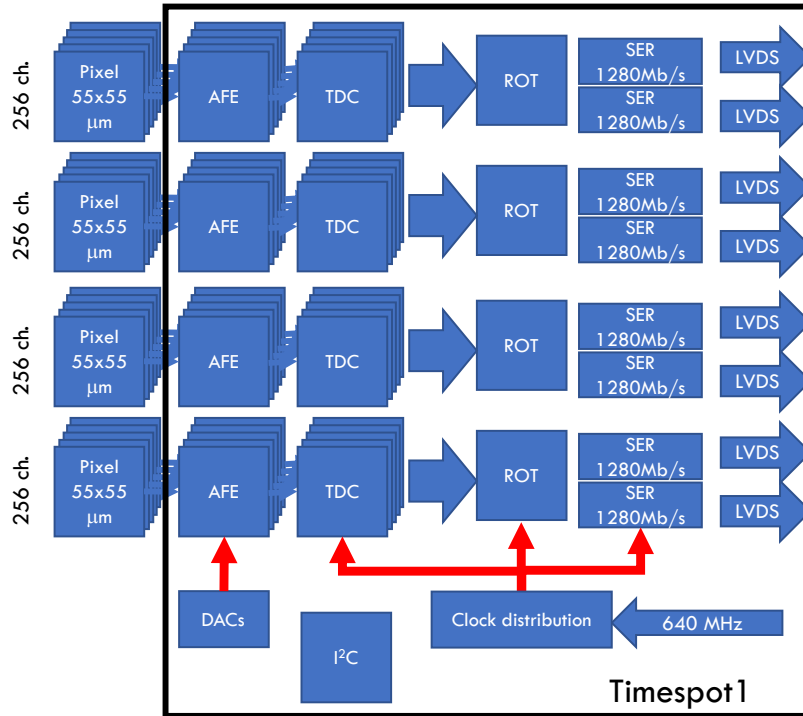 256 ch.
Pixel
55x55
μm
AFE
TDC
ROT
SER
1280Mb/s
SER
1280Mb/s
LVDS
LVDS
256 ch.
Pixel
55x55
μm
AFE
TDC
ROT
SER
1280Mb/s
SER
1280Mb/s
LVDS
LVDS
256 ch.
Pixel
55x55
μm
AFE
TDC
ROT
SER
1280Mb/s
SER
1280Mb/s
LVDS
LVDS
256 ch.
Pixel
55x55
μm
AFE
TDC
ROT
SER
1280Mb/s
SER
1280Mb/s
LVDS
LVDS
DACs
I²C
Clock distribution
640 MHz
Timespot1